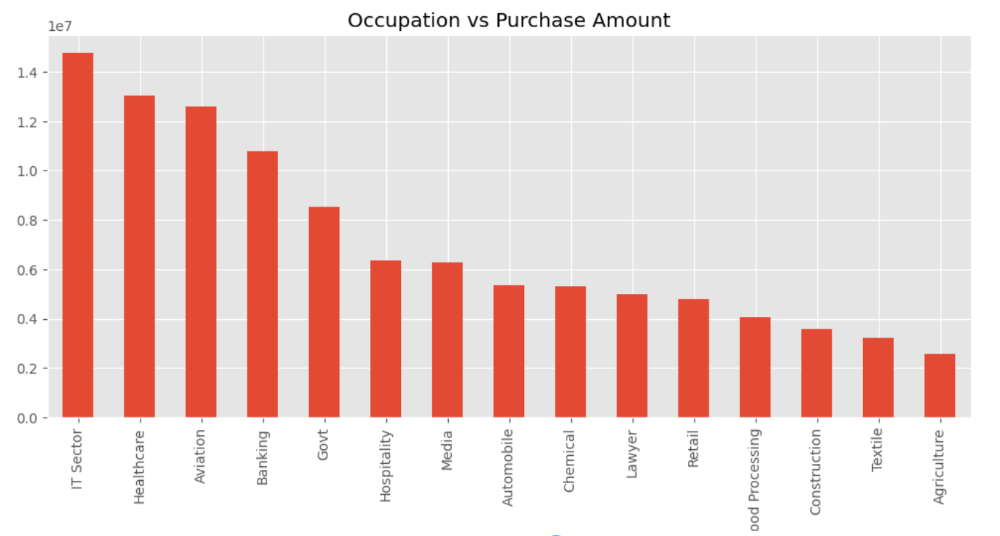 Occupation vs Purchase Amount
1e7
1.4
1.2
1.0
0.8
0.6
0.4
0.2
0.0
IT Sector
Healthcare
Aviation
Banking
Govt
Hospitality
Media
Automobile
Chemical
Lawyer
Retail
ood Processing
Construction
Textile
Agriculture